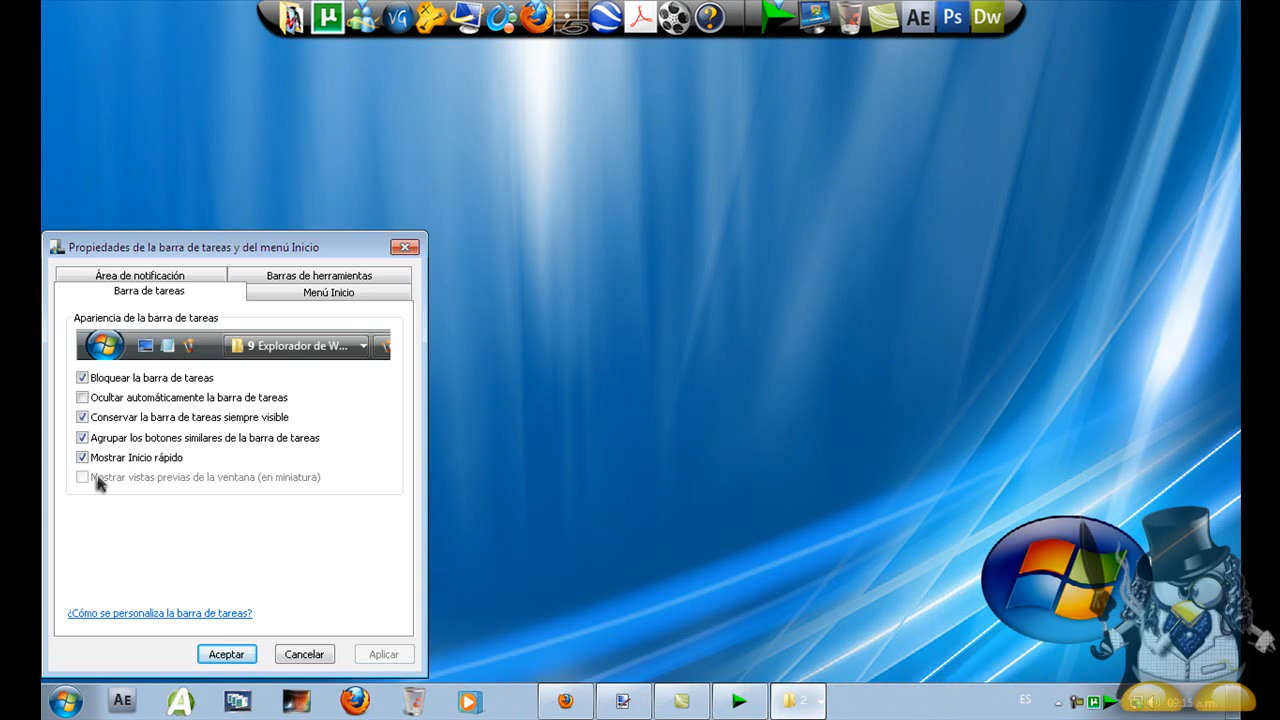 VG
AE Ps Dw
Propiedades de la barra de tareas y del menú Inicio
Área de notificación
Barras de herramientas
Barra de tareas
Menú Inicio
Apariencia de la barra de tareas
9 Explorador de W...
Bloquear la barra de tareas
Ocultar automáticamente la barra de tareas
Conservar la barra de tareas siempre visible
Agrupar los botones similares de la barra de tareas
Mostrar Inicio rápido
Mostrar vistas previas de la ventana (en miniatura)
¿Cómo se personaliza la barra de tareas?
Aceptar
Cancelar
Aplicar
AE
2
ES
09:15 a.m.